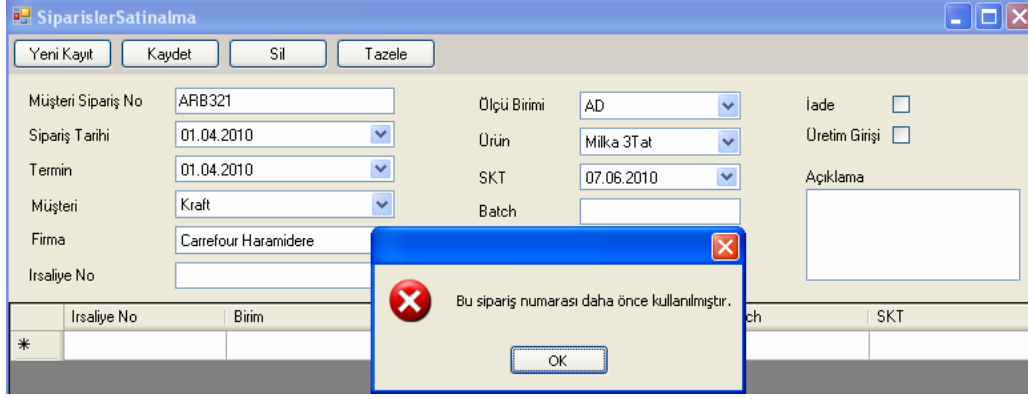 SiparislerSatinalma
Yeni Kayıt Kaydet Sil Tazele
Müşteri Sipariş No ARB321 Ölçü Birimi AD İade
Sipariş Tarihi 01.04.2010 Ürün Milka 3Tat Üretim Girişi
Termin 01.04.2010 SKT 07.06.2010 Açıklama
Müşteri Kraft Batch
Firma Carrefour Haramidere
Irsaliye No
Bu sipariş numarası daha önce kullanılmıştır.
Irsaliye No Birim SKT
OK